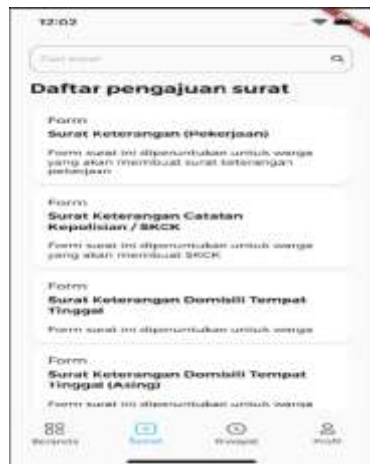 12:02
Cari surat
Daftar pengajuan surat
Form
Surat Keterangan (Pekerjaan)
Form surat ini diperuntukan untuk warga
yang akan membuat surat keterangan
pekerjaan
Form
Surat Keterangan Catatan
Kepolisian / SKCK
Form surat ini diperuntukan untuk warga
yang akan membuat SKCK
Form
Surat Keterangan Domisili Tempat
Tinggal
Form surat ini diperuntukan untuk warga
Form
Surat Keterangan Domisili Tempat
Tinggal (Asing)
Form surat ini diperuntukan untuk warga
Beranda Surat Riwayat Profil